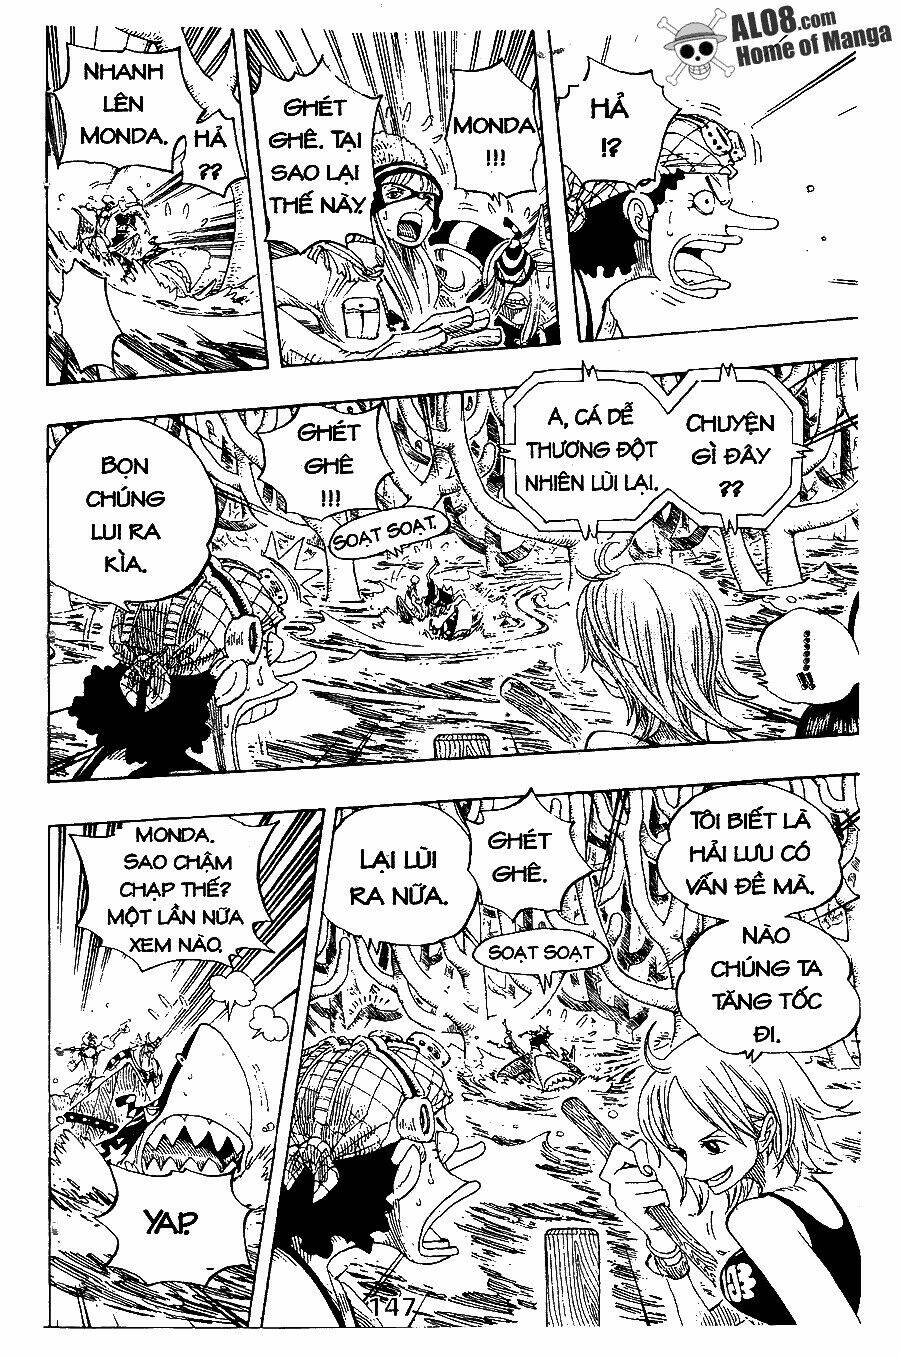 AL08.com
Home of Manga
HẢ
!?
MONDA
!!!
GHÉT
GHÊ. TẠI
SAO LẠI
THẾ NÀY.
NHANH
LÊN
MONDA.
HẢ
??
CHUYỆN
GÌ ĐÂY
??
A, CÁ DỄ
THƯƠNG ĐỘT
NHIÊN LÙI LẠI.
GHÉT
GHÊ
!!!
SOẠT SOẠT.
BỌN
CHÚNG
LUI RA
KÌA.
......!!
TÔI BIẾT LÀ
HẢI LƯU CÓ
VẤN ĐỀ MÀ.
NÀO
CHÚNG TA
TĂNG TỐC
ĐI.
GHÉT
GHÊ.
SOẠT SOẠT
LẠI LÙI
RA NỮA.
MONDA.
SAO CHẬM
CHẠP THẾ?
MỘT LẦN NỮA
XEM NÀO.
YAP.
147